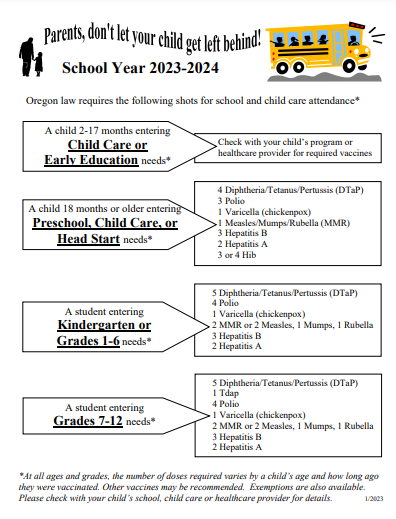 Parents, don't let your child get left behind!
School Year 2023-2024
Oregon law requires the following shots for school and child care attendance*
A child 2-17 months entering
Child Care or
Early Education needs*
Check with your child's program or
healthcare provider for required vaccines
A child 18 months or older entering
Preschool, Child Care, or
Head Start needs*
4 Diphtheria/Tetanus/Pertussis (DTaP)
3 Polio
1 Varicella (chickenpox)
1 Measles/Mumps/Rubella (MMR)
3 Hepatitis B
2 Hepatitis A
3 or 4 Hib
A student entering
Kindergarten or
Grades 1-6 needs*
5 Diphtheria/Tetanus/Pertussis (DTaP)
4 Polio
1 Varicella (chickenpox)
2 MMR or 2 Measles, 1 Mumps, 1 Rubella
3 Hepatitis B
2 Hepatitis A
A student entering
Grades 7-12 needs*
5 Diphtheria/Tetanus/Pertussis (DTaP)
1 Tdap
4 Polio
1 Varicella (chickenpox)
2 MMR or 2 Measles, 1 Mumps, 1 Rubella
3 Hepatitis B
2 Hepatitis A
*At all ages and grades, the number of doses required varies by a child's age and how long ago
they were vaccinated. Other vaccines may be recommended. Exemptions are also available.
Please check with your child's school, child care or healthcare provider for details. 1/2023